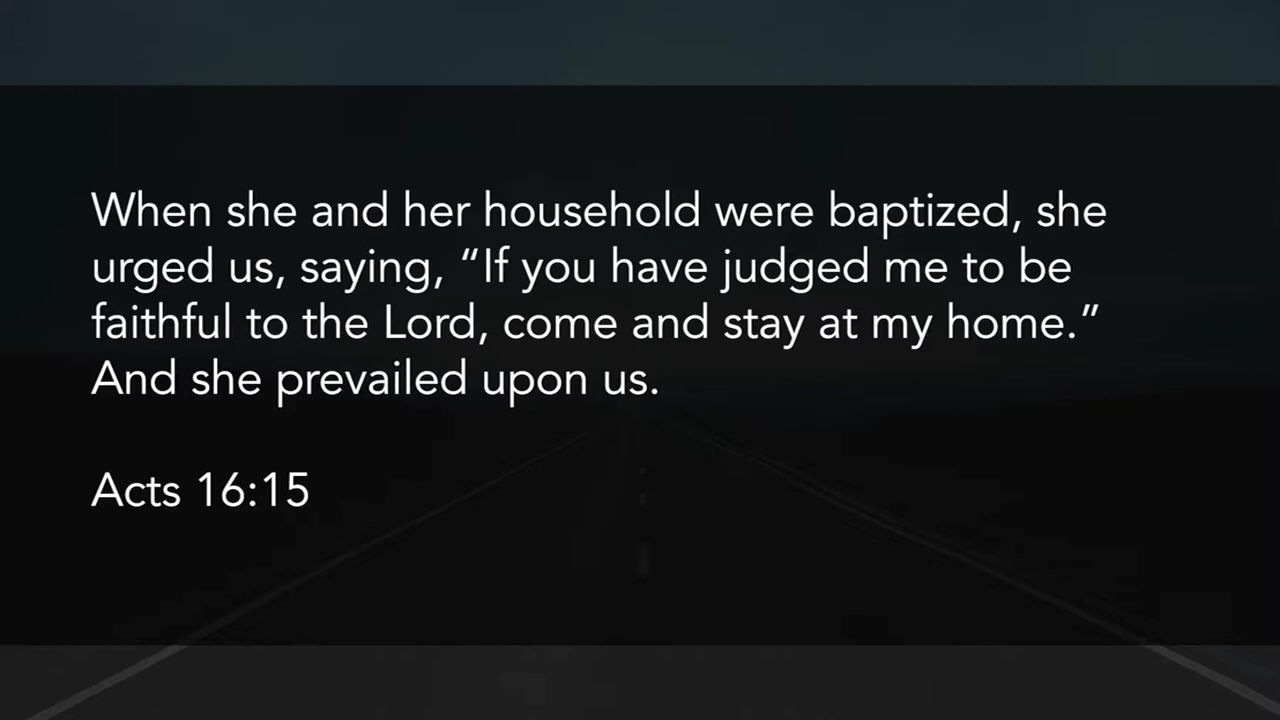 When she and her household were baptized, she
urged us, saying, “If you have judged me to be
faithful to the Lord, come and stay at my home.”
And she prevailed upon us.
Acts 16:15